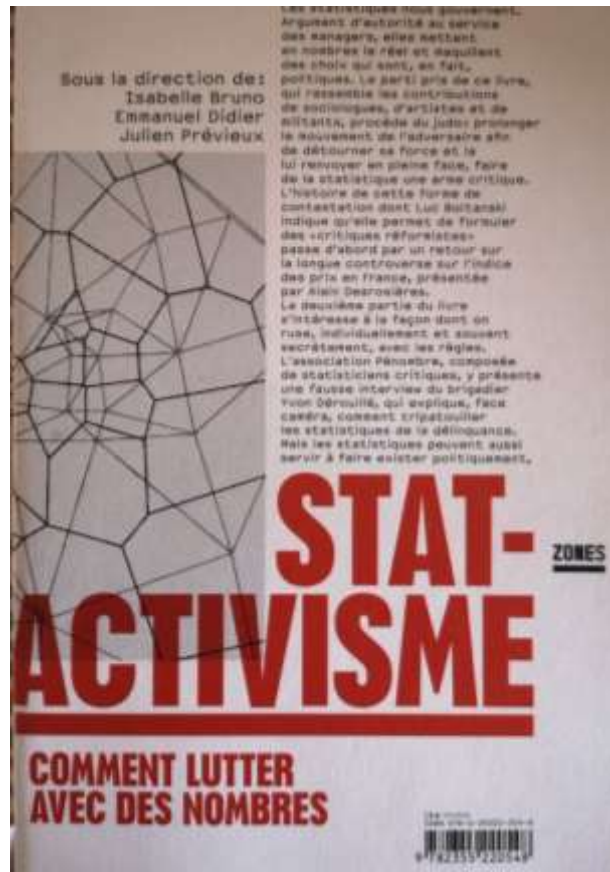 Les statistiques nous gouvernent.
Argument d'autorité au service
des managers, elles mettent
en nombres le réel et maquillent
des choix qui sont, en fait,
politiques. Le parti pris de ce livre,
qui rassemble les contributions
de sociologues, d'artistes et de
militants, procède du judo: prolonger
le mouvement de l'adversaire afin
de détourner sa force et la
lui renvoyer en pleine face, faire
de la statistique une arme critique.
L'histoire de cette forme de
contestation dont Luc Boltanski
indique qu'elle permet de formuler
des «critiques réformistes»
passe d'abord par un retour sur
la longue controverse sur l'indice
des prix en France, présentée
par Alain Desrosières.
La deuxième partie du livre
s'intéresse à la façon dont on
ruse, individuellement et souvent
secrètement, avec les règles.
L'association Pénombre, composée
de statisticiens critiques, y présente
une fausse interview du brigadier
Yvon Dérouillé, qui explique, face
caméra, comment tripatouiller
les statistiques de la délinquance.
Mais les statistiques peuvent aussi
servir à faire exister politiquement,
Sous la direction de:
Isabelle Bruno
Emmanuel Didier
Julien Prévieux
STAT-
ACTIVISME
ZONES
COMMENT LUTTER
AVEC DES NOMBRES
9 782355 220548